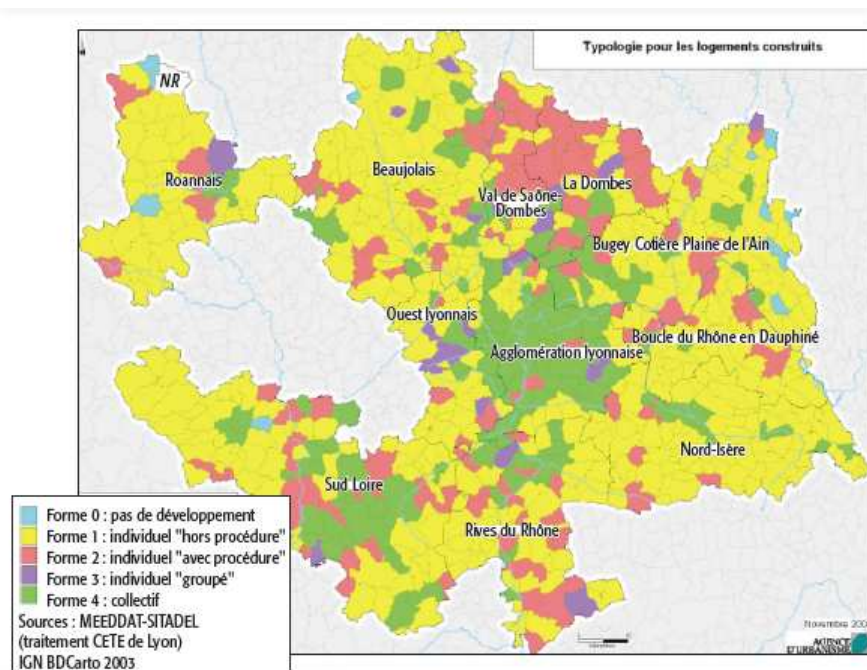 Typologie pour les logements construits
NR
Roannais
Beaujolais
Val de Saône-
Dombes
La Dombes
Bugey Cotière Plaine de l'Ain
Ouest lyonnais
Agglomération lyonnaise
Boucle du Rhône en Dauphiné
Nord-Isère
Sud Loire
Rives du Rhône
Forme 0 : pas de développement
Forme 1 : individuel "hors procédure"
Forme 2 : individuel "avec procédure"
Forme 3 : individuel "groupé"
Forme 4 : collectif
Sources : MEEDDAT-SITADEL
(traitement CETE de Lyon)
IGN BDCarto 2003
Novembre
AGENCE
D'URBANISME